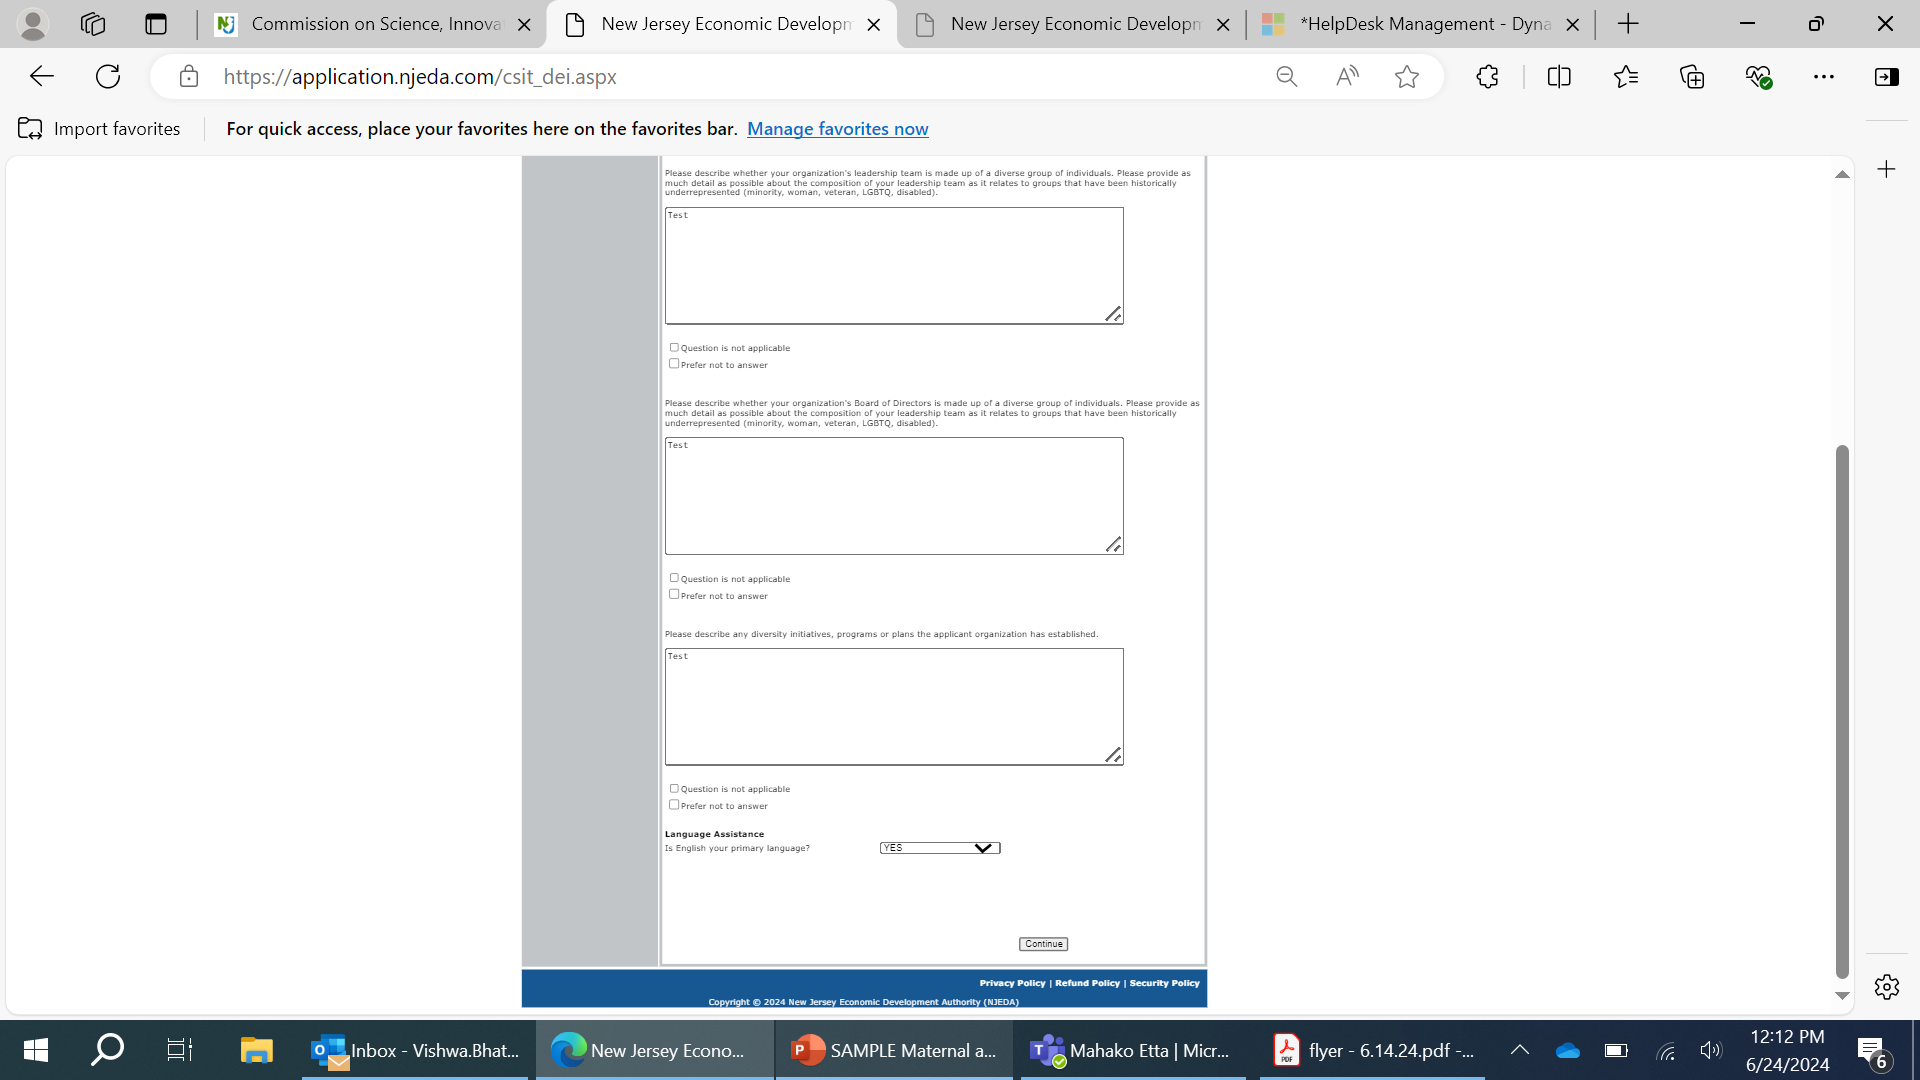 Commission on Science, Innova
New Jersey Economic Developm
New Jersey Economic Developm
*HelpDesk Management - Dyna
https://application.njeda.com/csit_dei.aspx
Import favorites
For quick access, place your favorites here on the favorites bar. Manage favorites now
Please describe whether your organization's leadership team is made up of a diverse group of individuals. Please provide as
much detail as possible about the composition of your leadership team as it relates to groups that have been historically
underrepresented (minority, woman, veteran, LGBTQ, disabled).
Test
Question is not applicable
Prefer not to answer
Please describe whether your organization's Board of Directors is made up of a diverse group of individuals. Please provide as
much detail as possible about the composition of your leadership team as it relates to groups that have been historically
underrepresented (minority, woman, veteran, LGBTQ, disabled).
Test
Question is not applicable
Prefer not to answer
Please describe any diversity initiatives, programs or plans the applicant organization has established.
Test
Question is not applicable
Prefer not to answer
Language Assistance
Is English your primary language? YES
Continue
Privacy Policy | Refund Policy | Security Policy
Copyright © 2024 New Jersey Economic Development Authority (NJEDA)
Inbox - Vishwa.Bhat...
New Jersey Econo...
SAMPLE Maternal a...
Mahako Etta | Micr...
flyer - 6.14.24.pdf -...
12:12 PM
6/24/2024
6